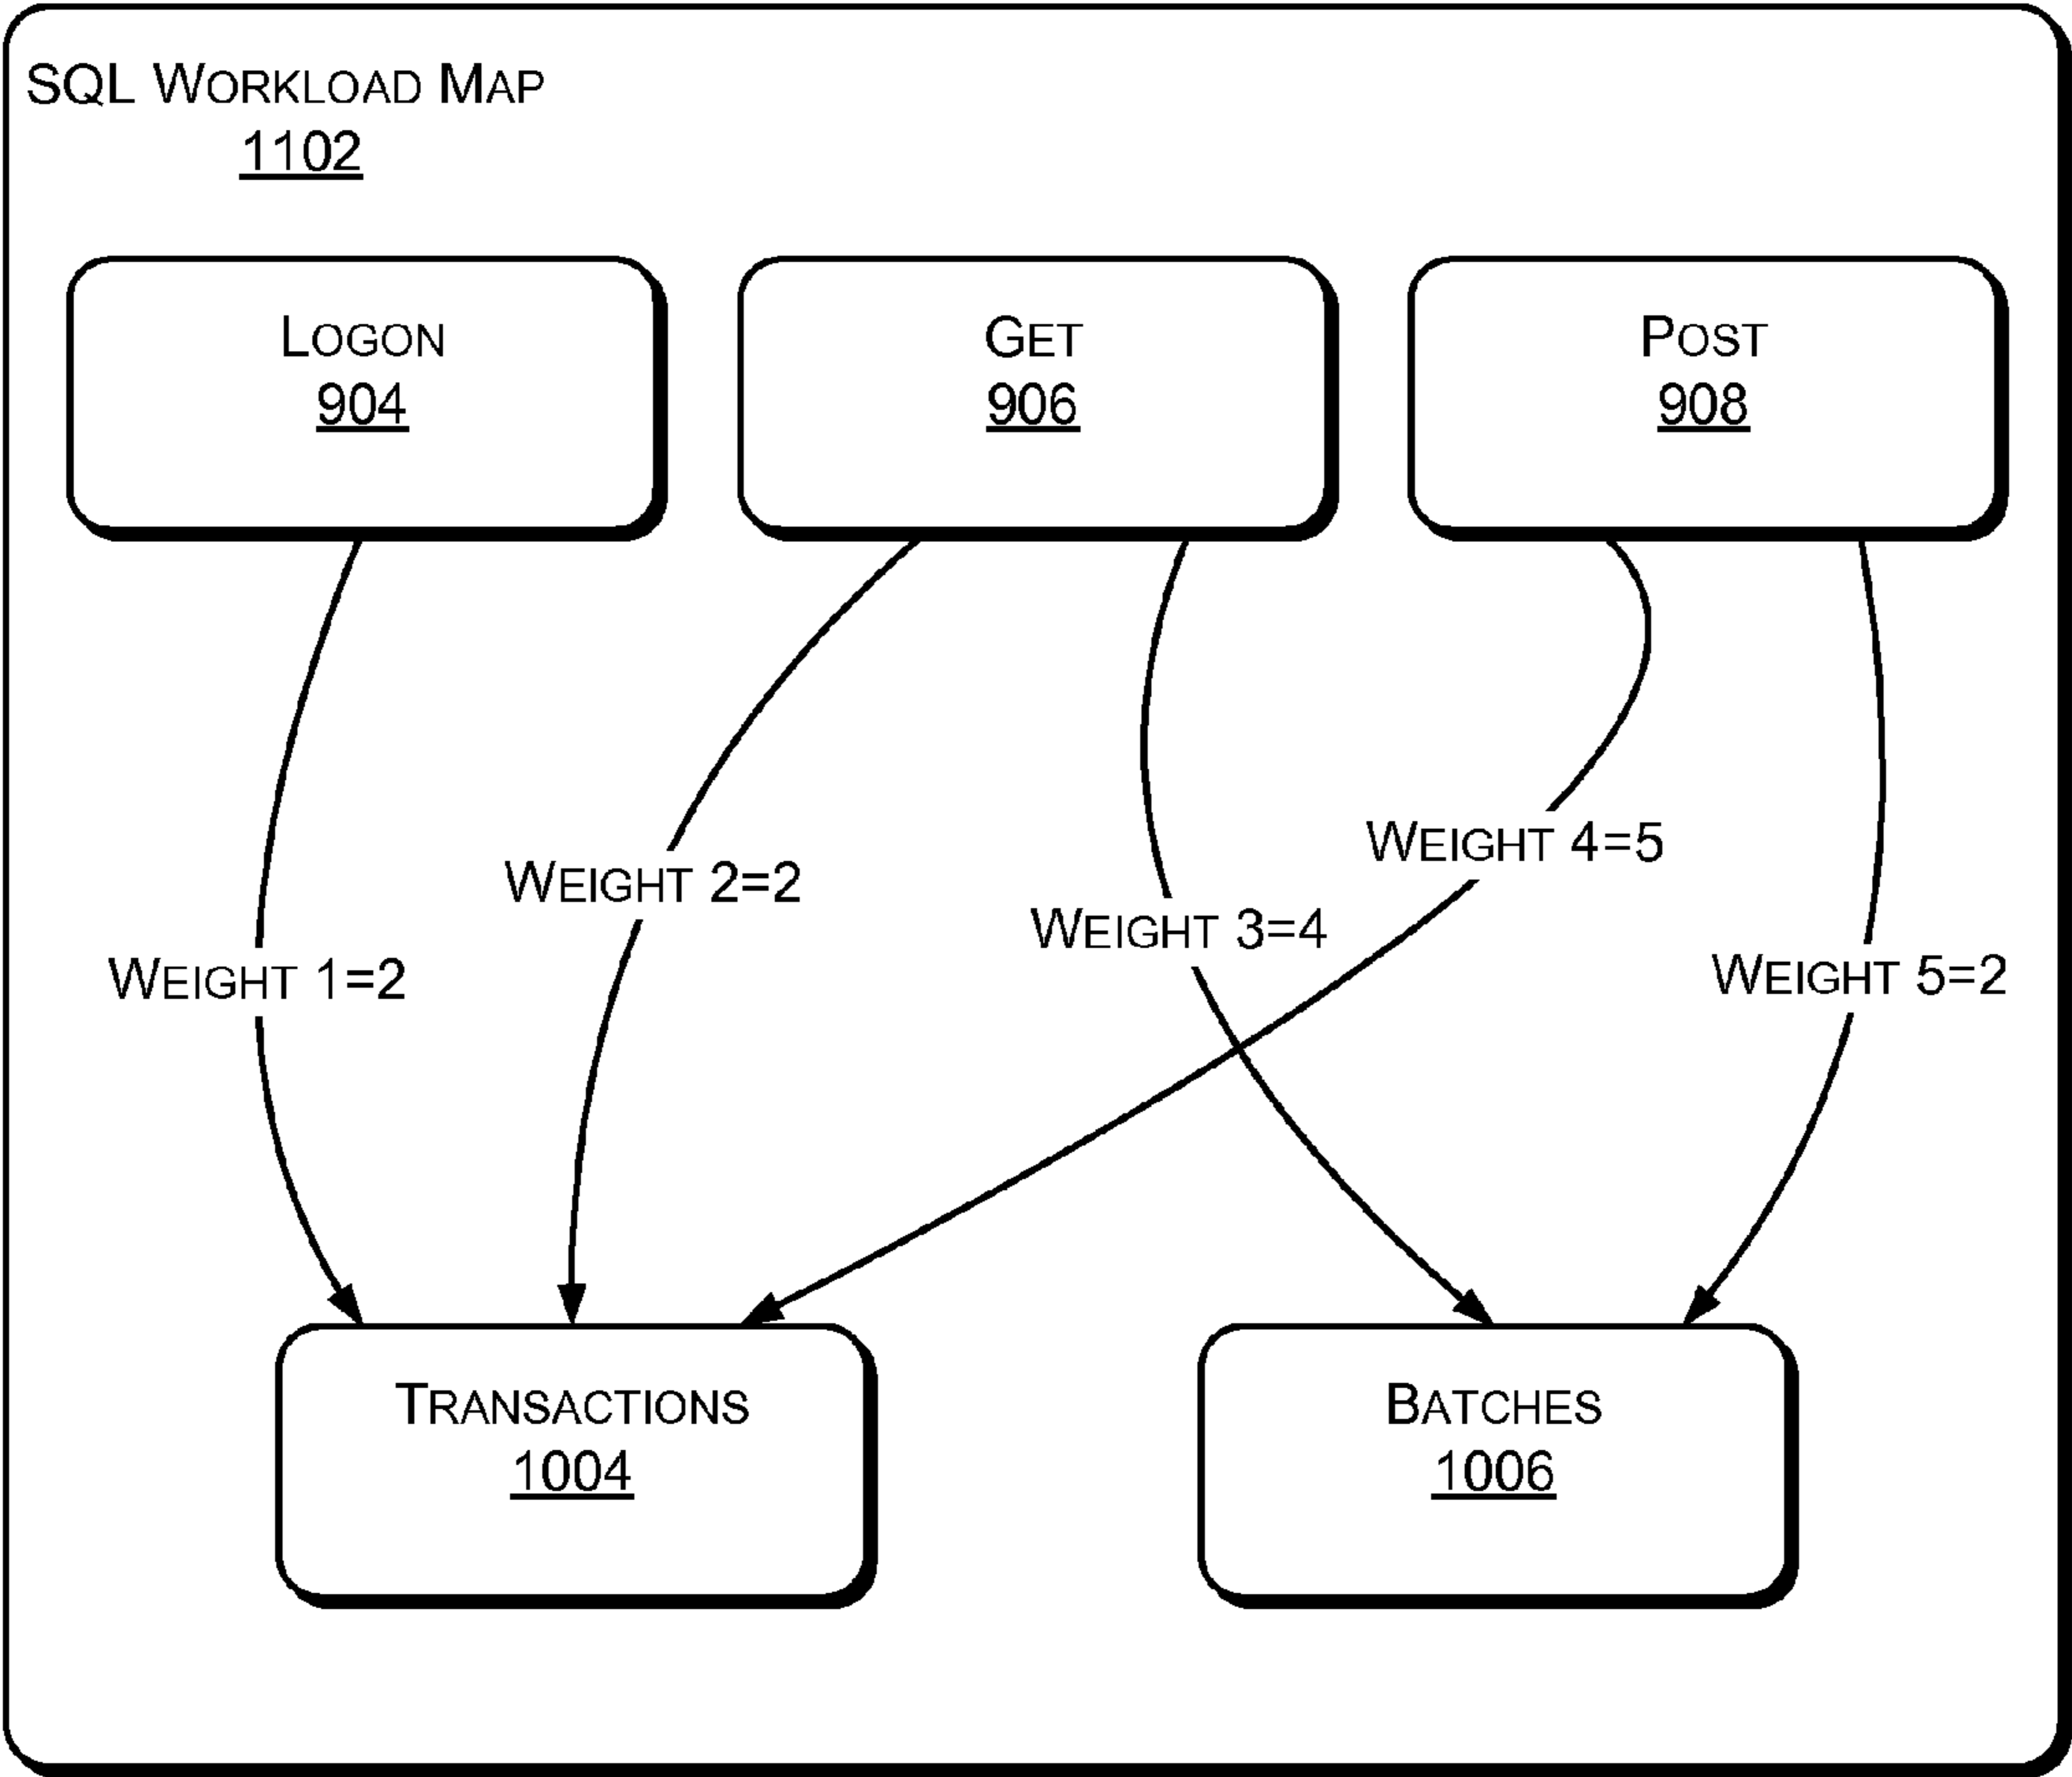 SQL WORKLOAD MAP
1102
LOGON
904
GET
906
POST
908
WEIGHT 4=5
WEIGHT 2=2
WEIGHT 3=4
WEIGHT 1=2
WEIGHT 5=2
TRANSACTIONS
1004
BATCHES
1006